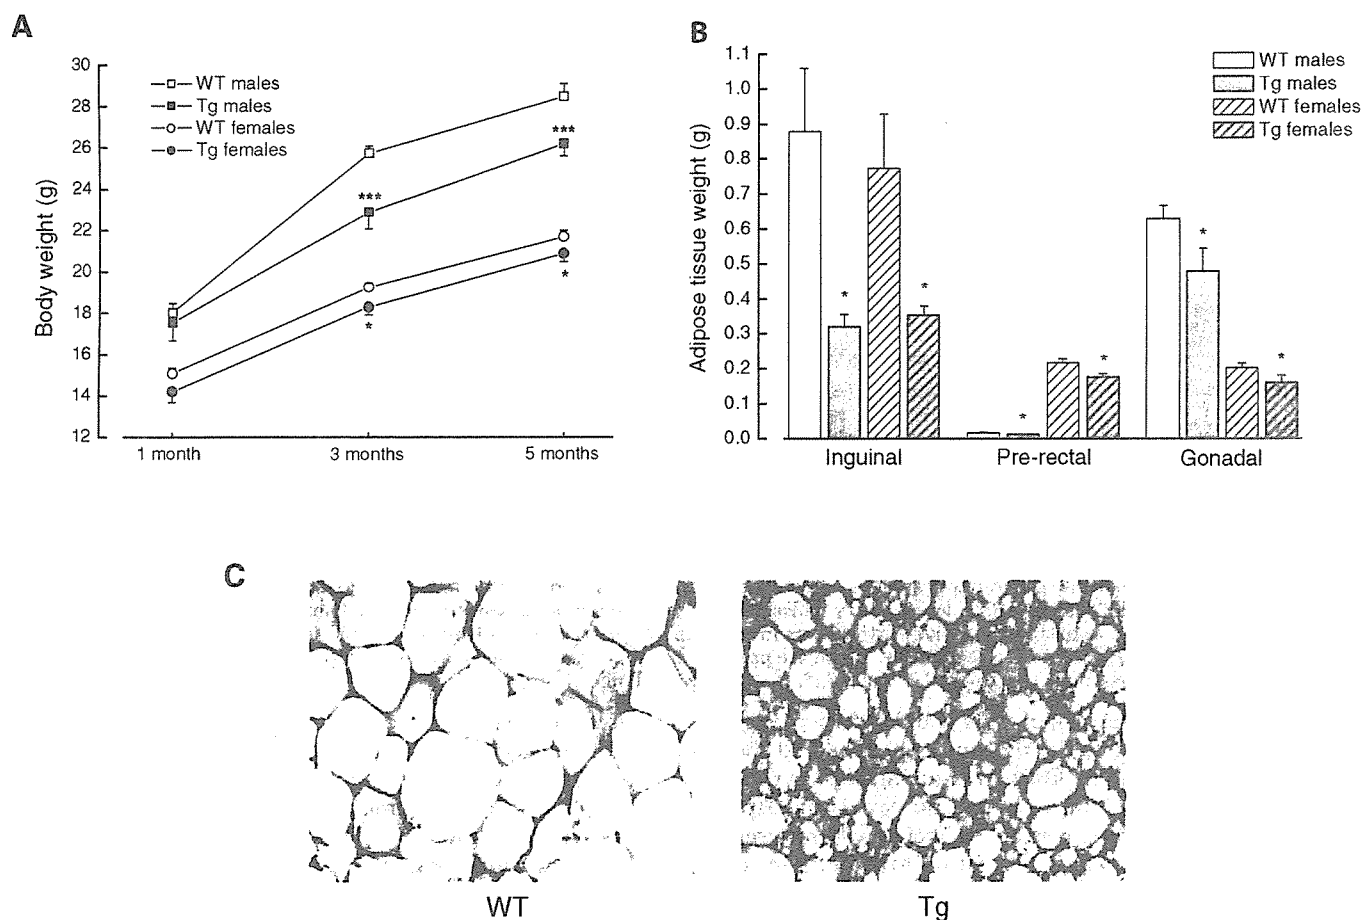 A
Body weight (g)
30
28
26
24
22
20
18
16
14
12
WT males
Tg males
WT females
Tg females
***
***
*
*
1 month
3 months
5 months
B
Adipose tissue weight (g)
1.1
1.0
0.9
0.8
0.7
0.6
0.5
0.4
0.3
0.2
0.1
0.0
WT males
Tg males
WT females
Tg females
*
*
*
*
*
*
Inguinal
Pre-rectal
Gonadal
C
WT
Tg